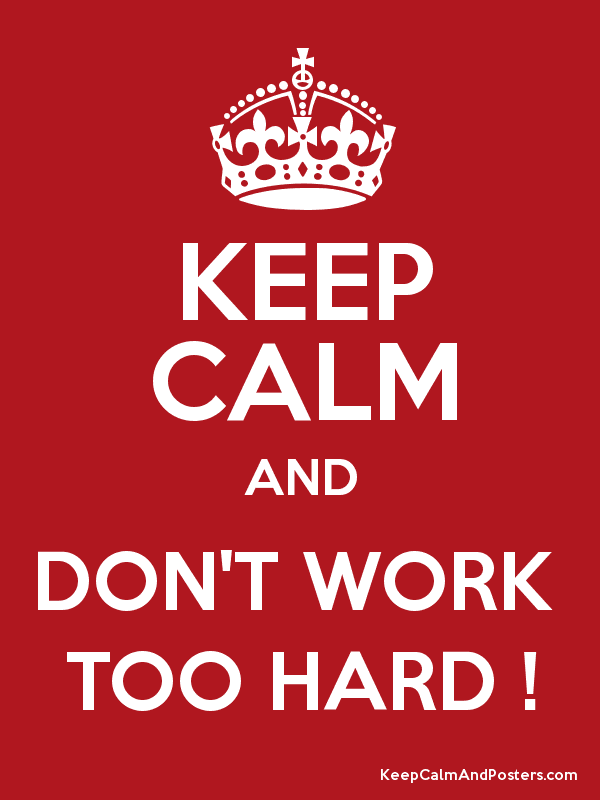 KEEP
CALM
AND
DON'T WORK
TOO HARD !
KeepCalmAndPosters.com